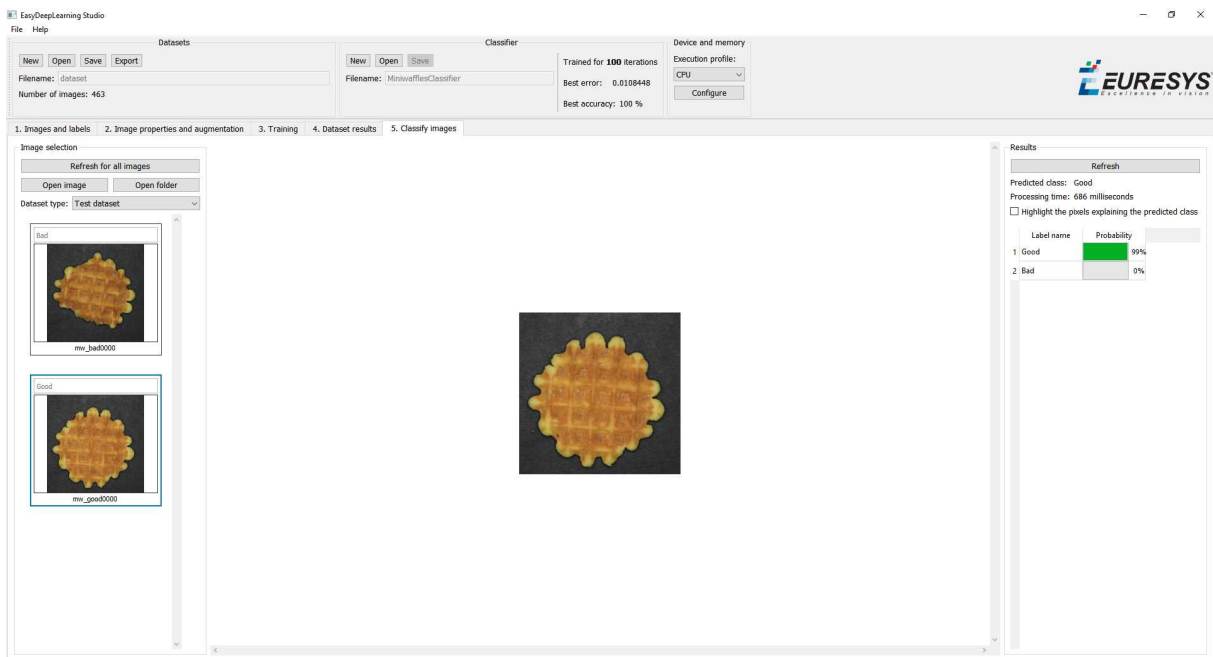 EasyDeepLearning Studio
File Help
Datasets
New Open Save Export
Filename: dataset
Number of images: 463
Classifier
New Open Save
Filename: MiniwafflesClassifier
Trained for 100 iterations
Best error: 0.0108448
Best accuracy: 100 %
Device and memory
Execution profile:
CPU
Configure
EURESYS
Excellence in vision
1. Images and labels 2. Image properties and augmentation 3. Training 4. Dataset results 5. Classify images
Image selection
Refresh for all images
Open image Open folder
Dataset type: Test dataset
Bad
mw_bad0000
Good
mw_good0000
Results
Refresh
Predicted class: Good
Processing time: 686 milliseconds
Highlight the pixels explaining the predicted class
Label name Probability
1 Good 99%
2 Bad 0%